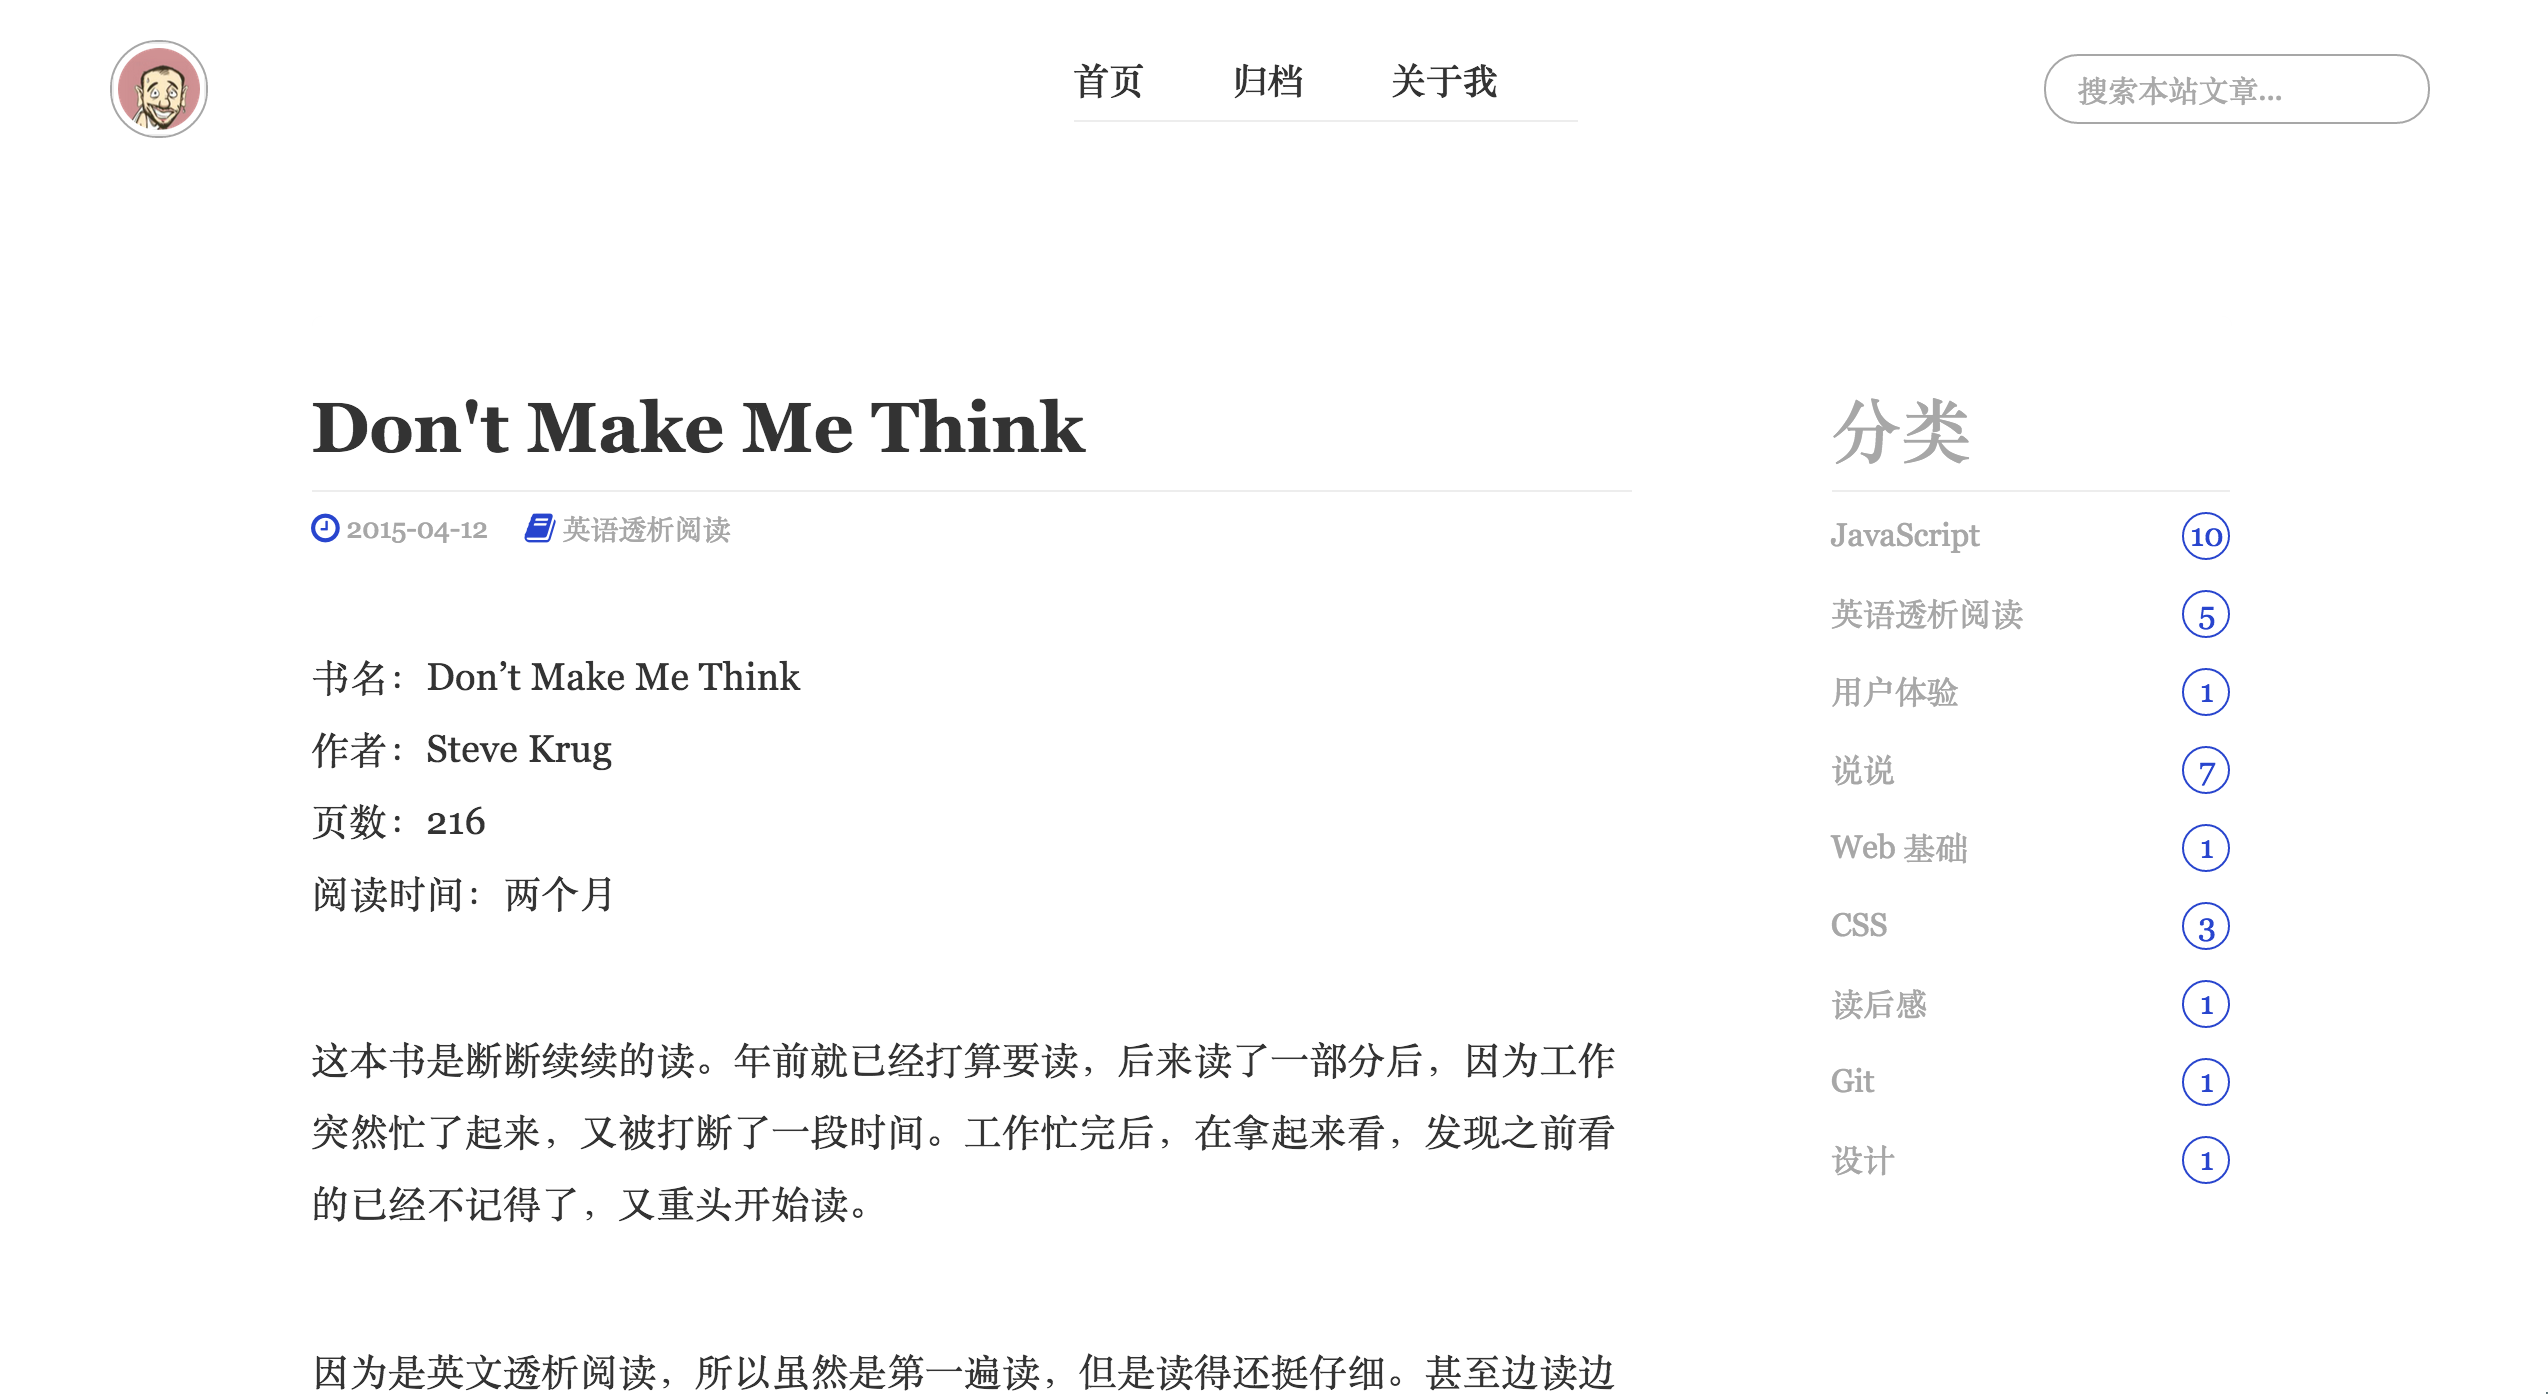 首页
归档
关于我
搜索本站文章...
Don't Make Me Think
2015-04-12 英语透析阅读
书名：Don’t Make Me Think
作者：Steve Krug
页数：216
阅读时间：两个月
这本书是断断续续的读。年前就已经打算要读，后来读了一部分后，因为工作
突然忙了起来，又被打断了一段时间。工作忙完后，在拿起来看，发现之前看
的已经不记得了，又重头开始读。
因为是英文透析阅读，所以虽然是第一遍读，但是读得还挺仔细。甚至边读边
分类
JavaScript 10
英语透析阅读 5
用户体验 1
说说 7
Web 基础 1
CSS 3
读后感 1
Git 1
设计 1